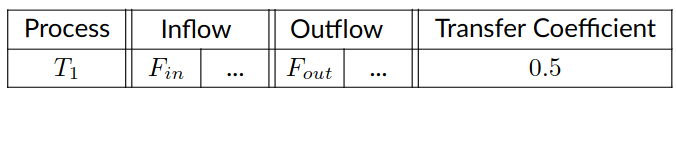 Process Inflow Outflow Transfer Coefficient
T₁ Fᵢₙ ... Fₒᵤₜ ... 0.5